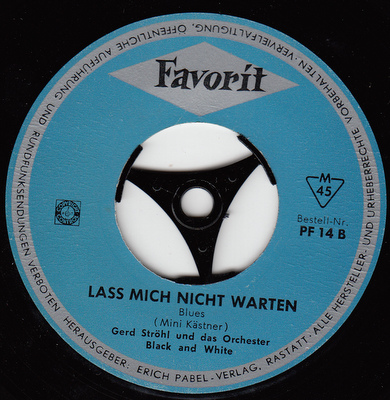 Favorit
M
45
Bestell-Nr.
PF 14 B
LASS MICH NICHT WARTEN
Blues
(Mini Kästner)
Gerd Ströhl und das Orchester
Black and White
HERAUSGEBER: ERICH PABEL-VERLAG, RASTATT. ALLE HERSTELLER- UND URHEBERRECHTE VORBEHALTEN. VERVIELFÄLTIGUNG, ÖFFENTLICHE AUFFÜHRUNG UND RUNDFUNKSENDUNGEN VERBOTEN